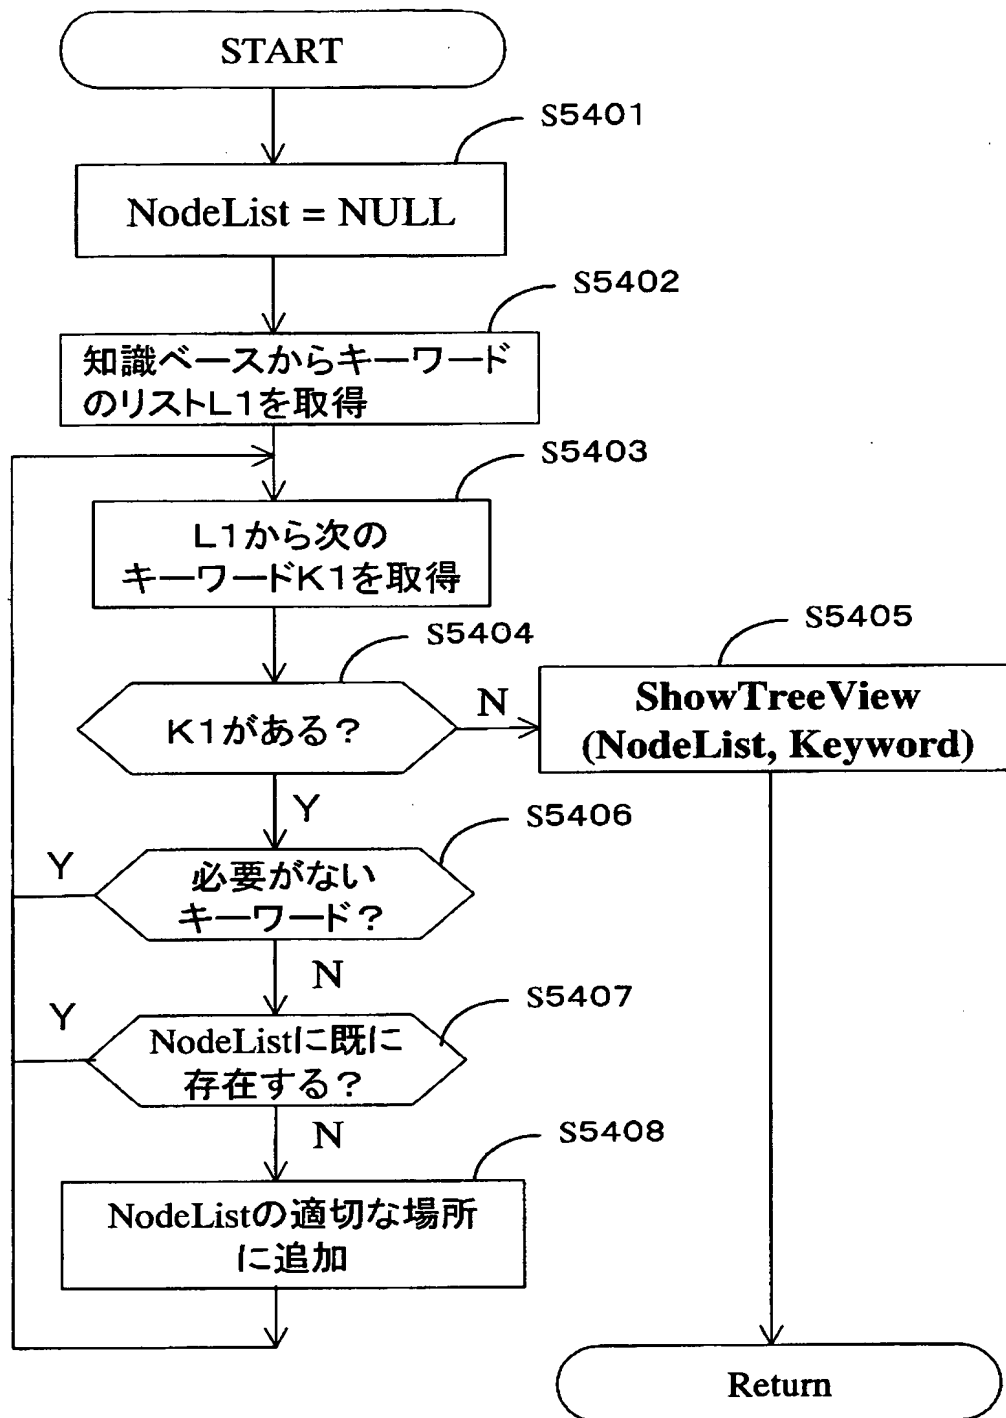 START
S5401
NodeList = NULL
S5402
知識ベースからキーワード
のリストL1を取得
S5403
L1から次の
キーワードK1を取得
S5404
K1がある?
N
S5405
ShowTreeView
(NodeList, Keyword)
Y
S5406
必要がない
キーワード?
Y
N
S5407
NodeListに既に
存在する?
Y
N
S5408
NodeListの適切な場所
に追加
Return